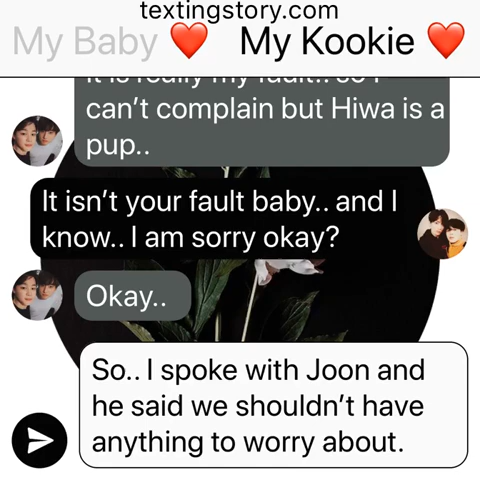 textingstory.com
My Baby ❤️ My Kookie ❤️
can't complain but Hiwa is a
pup..
It isn't your fault baby.. and I
know.. I am sorry okay?
Okay..
So.. I spoke with Joon and
he said we shouldn't have
anything to worry about.